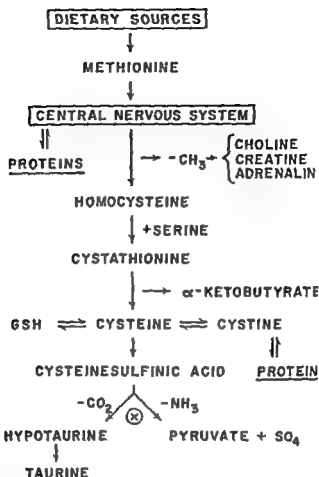 DIETARY SOURCES
METHIONINE
CENTRAL NERVOUS SYSTEM
PROTEINS
-CH3
CHOLINE
CREATINE
ADRENALIN
HOMOCYSTEINE
+SERINE
CYSTATHIONINE
α-KETOBUTYRATE
GSH CYSTEINE CYSTINE
CYSTEINESULFINIC ACID PROTEIN
-CO2 -NH3
X
HYPOTAURINE PYRUVATE + SO4
TAURINE